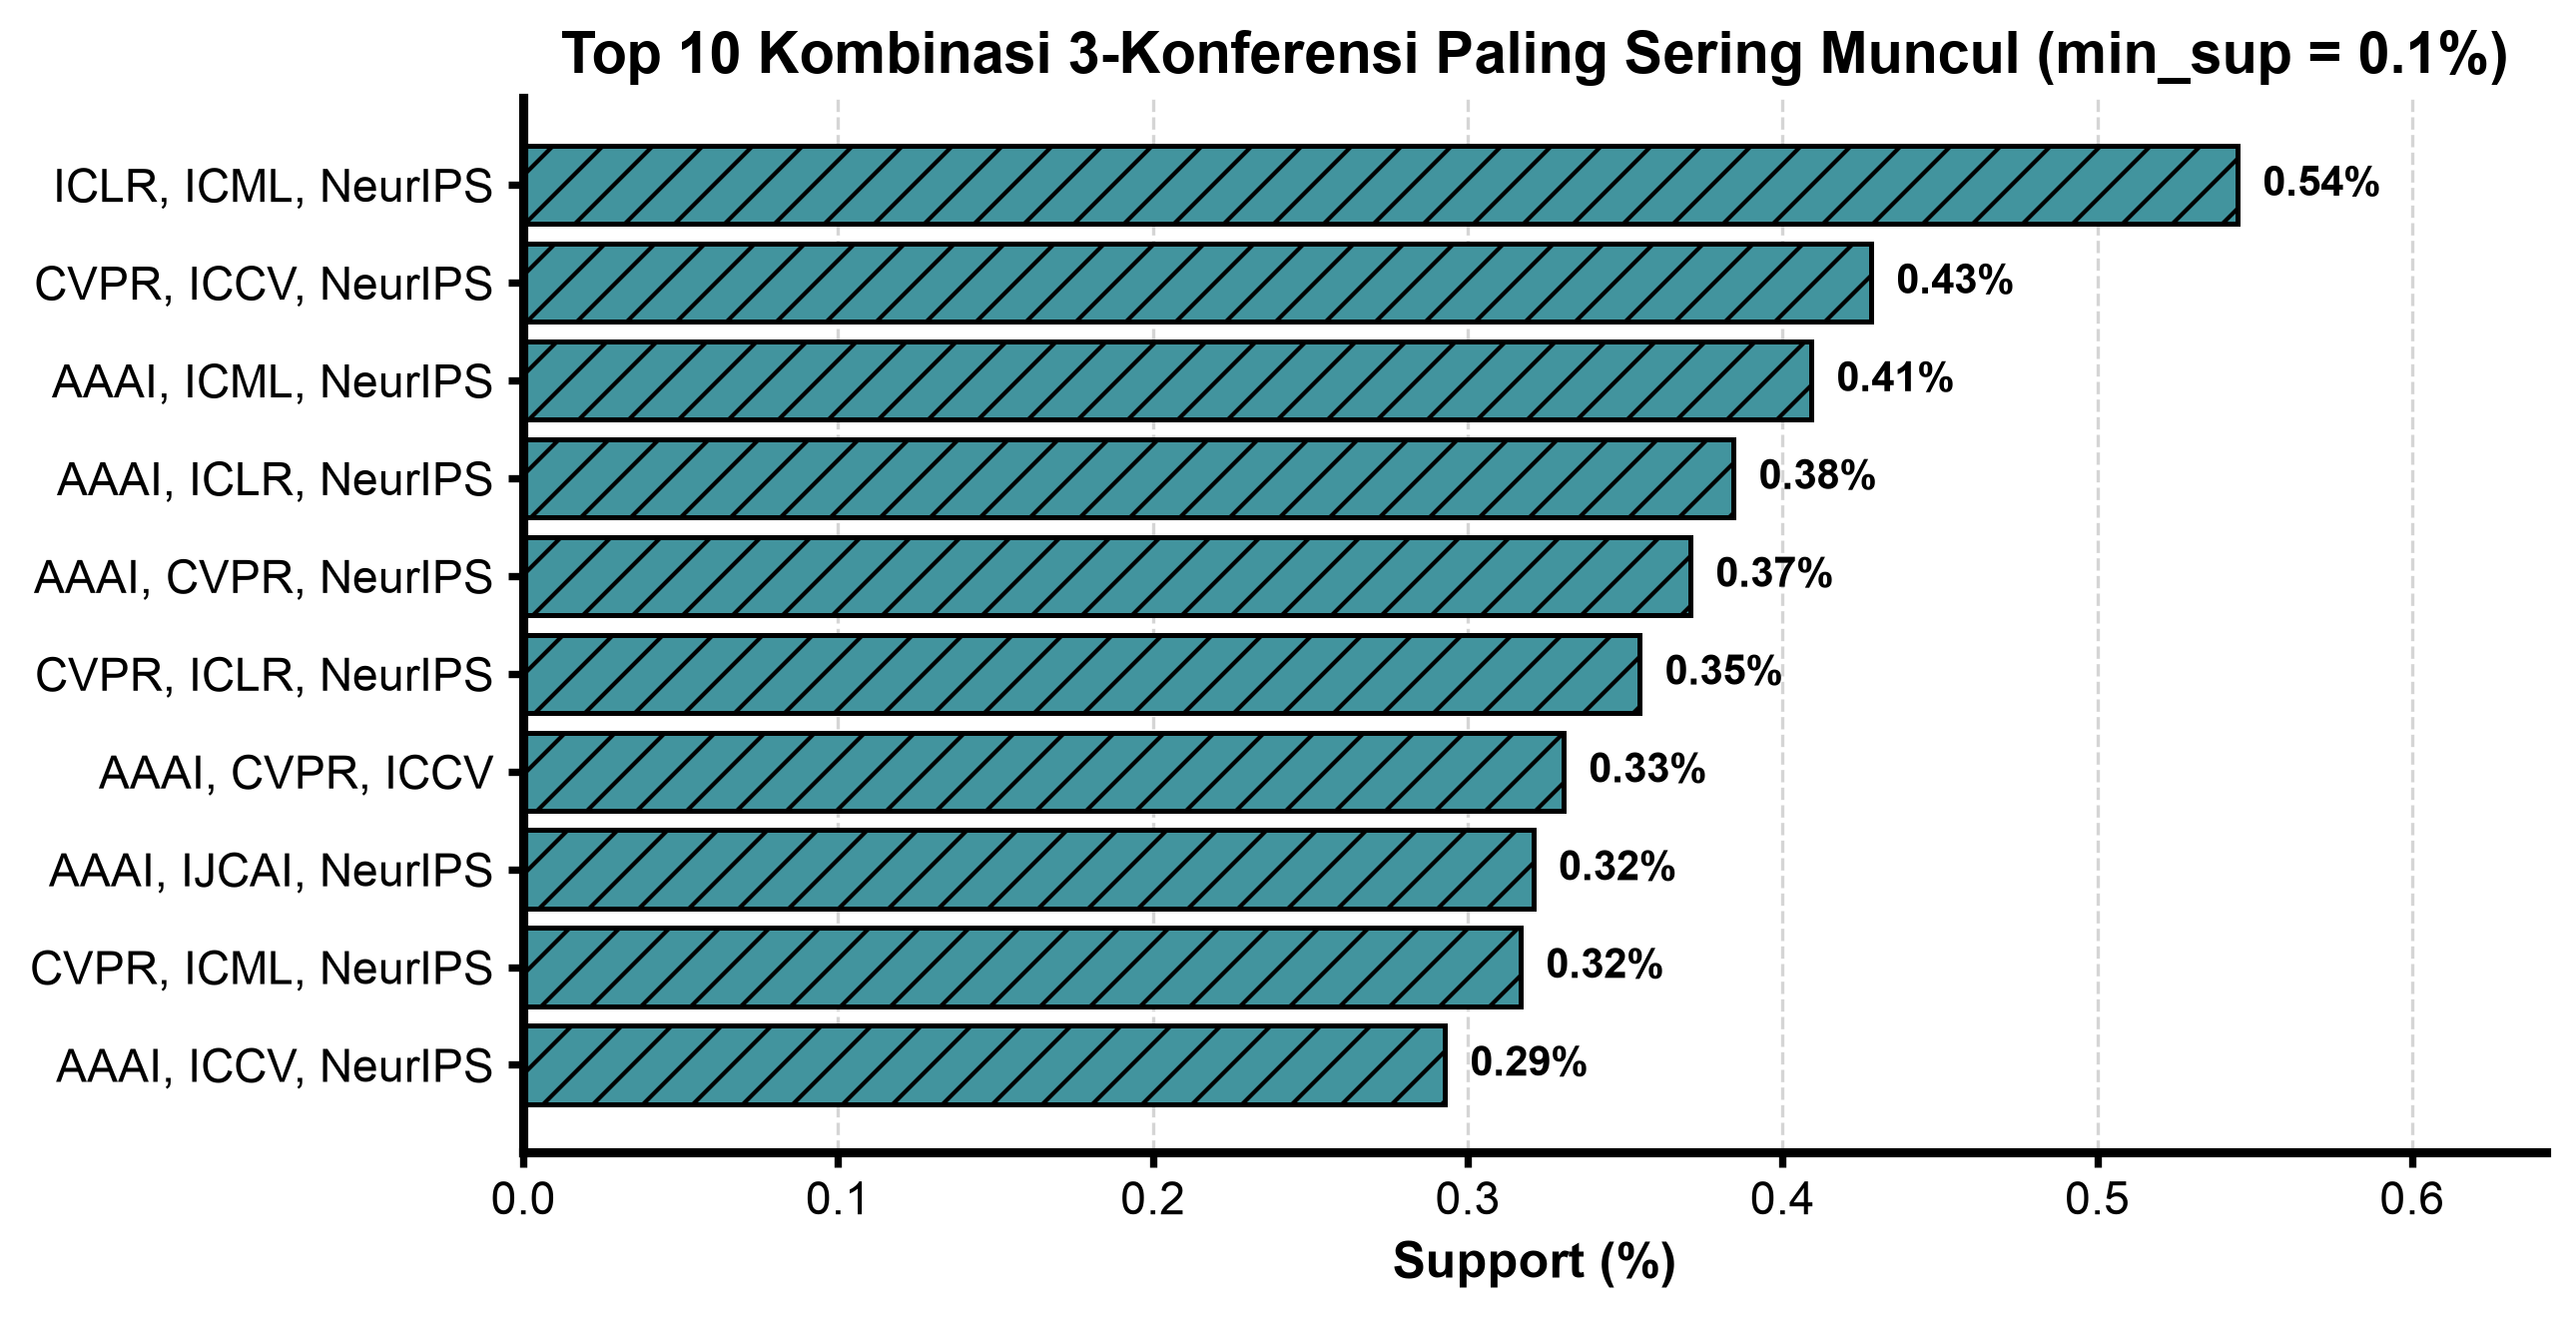 Top 10 Kombinasi 3-Konferensi Paling Sering Muncul (min_sup = 0.1%)
ICLR, ICML, NeurIPS 0.54%
CVPR, ICCV, NeurIPS 0.43%
AAAI, ICML, NeurIPS 0.41%
AAAI, ICLR, NeurIPS 0.38%
AAAI, CVPR, NeurIPS 0.37%
CVPR, ICLR, NeurIPS 0.35%
AAAI, CVPR, ICCV 0.33%
AAAI, IJCAI, NeurIPS 0.32%
CVPR, ICML, NeurIPS 0.32%
AAAI, ICCV, NeurIPS 0.29%
0.0 0.1 0.2 0.3 0.4 0.5 0.6
Support (%)